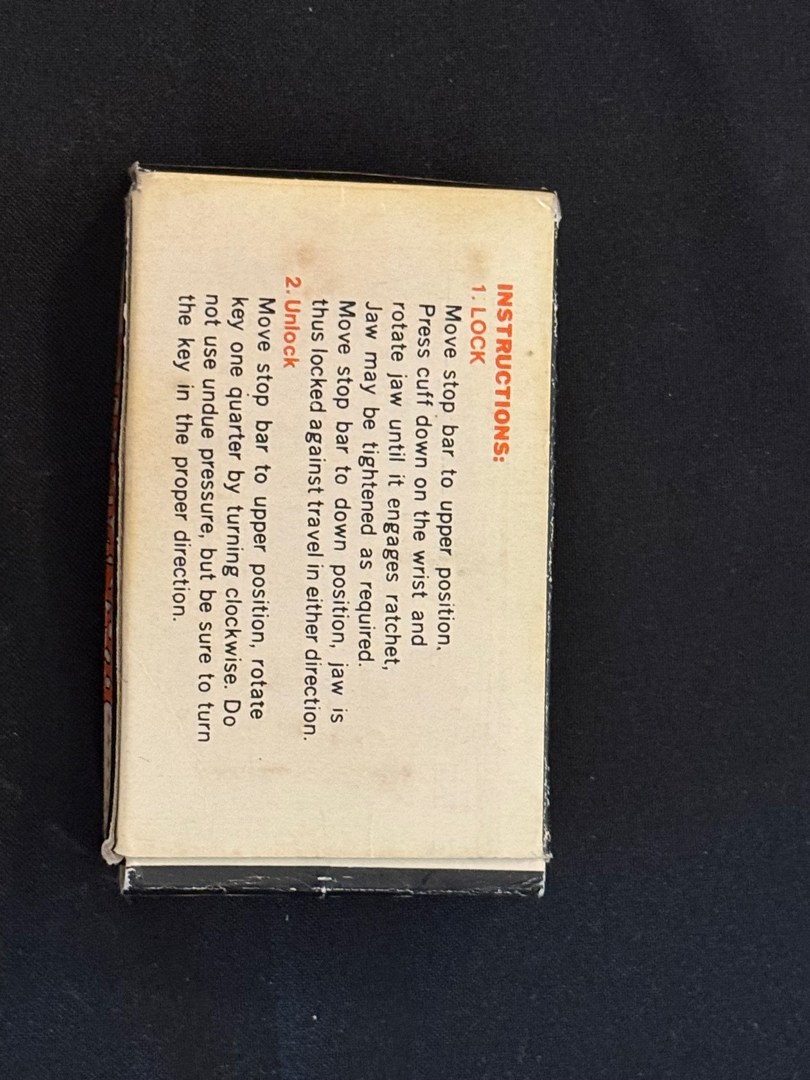 INSTRUCTIONS:
1. LOCK
Move stop bar to upper position.
Press cuff down on the wrist and
rotate jaw until it engages ratchet,
Jaw may be tightened as required.
Move stop bar to down position, jaw is
thus locked against travel in either direction.
2. Unlock
Move stop bar to upper position, rotate
key one quarter by turning clockwise. Do
not use undue pressure, but be sure to turn
the key in the proper direction.